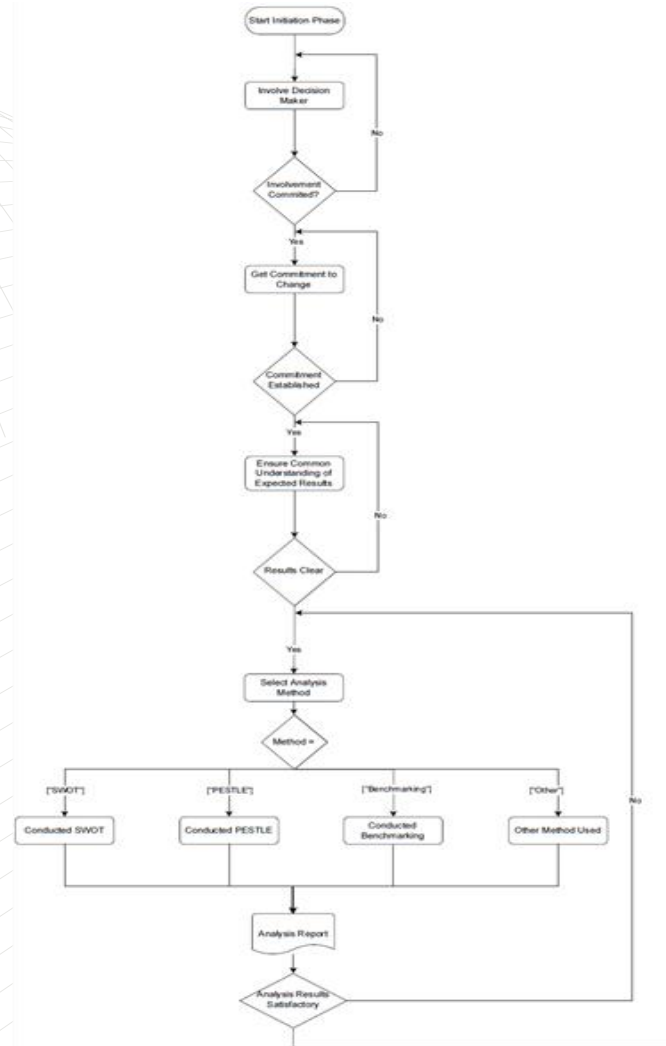 Start Initiation Phase
Involve Decision
Maker
No
Involvement
Commited?
Yes
Get Commitment to
Change
No
Commitment
Established
Yes
Ensure Common
Understanding of
Expected Results
No
Results Clear
Yes
Select Analysis
Method
Method =
["SWOT"]
["PESTLE"]
["Benchmarking"]
["Other"]
No
Conducted SWOT
Conducted PESTLE
Conducted
Benchmarking
Other Method Used
Analysis Report
Analysis Results
Satisfactory